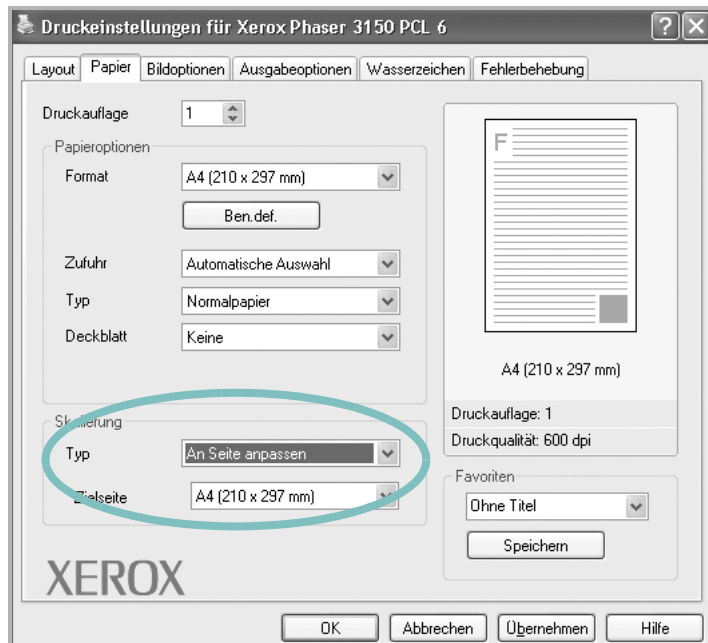 Druckeinstellungen für Xerox Phaser 3150 PCL 6
Layout Papier Bildoptionen Ausgabeoptionen Wasserzeichen Fehlerbehebung
Druckauflage 1
Papieroptionen
Format A4 (210 x 297 mm)
Ben.def.
Zufuhr Automatische Auswahl
Typ Normalpapier
Deckblatt Keine
Skalierung
Typ An Seite anpassen
Zielseite A4 (210 x 297 mm)
XEROX
F
A4 (210 x 297 mm)
Druckauflage: 1
Druckqualität: 600 dpi
Favoriten
Ohne Titel
Speichern
OK Abbrechen Übernehmen Hilfe